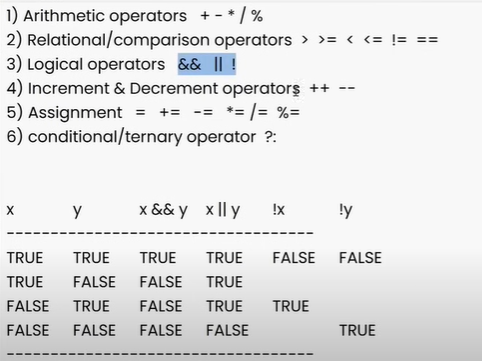 1) Arithmetic operators + - * / %
2) Relational/comparison operators > >= < <= != ==
3) Logical operators && || !
4) Increment & Decrement operators ++ --
5) Assignment = += -= *= /= %=
6) conditional/ternary operator ?:
x y x && y x || y !x !y
----------------------------------
TRUE TRUE TRUE TRUE FALSE FALSE
TRUE FALSE FALSE TRUE
FALSE TRUE FALSE TRUE TRUE
FALSE FALSE FALSE FALSE TRUE
----------------------------------